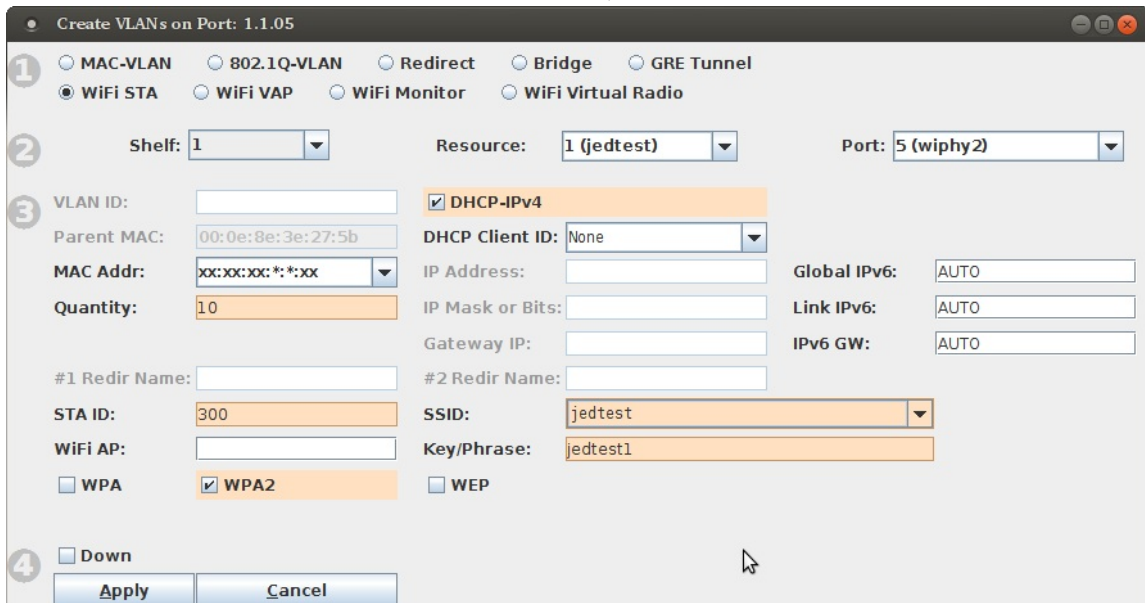 Create VLANs on Port: 1.1.05
1 MAC-VLAN 802.1Q-VLAN Redirect Bridge GRE Tunnel
WiFi STA WiFi VAP WiFi Monitor WiFi Virtual Radio
2 Shelf: 1 Resource: 1 (jedtest) Port: 5 (wiphy2)
3 VLAN ID: DHCP-IPv4
Parent MAC: 00:0e:8e:3e:27:5b DHCP Client ID: None
MAC Addr: xx:xx:xx:*:*:xx IP Address: Global IPv6: AUTO
Quantity: 10 IP Mask or Bits: Link IPv6: AUTO
Gateway IP: IPv6 GW: AUTO
#1 Redir Name: #2 Redir Name:
STA ID: 300 SSID: jedtest
WiFi AP: Key/Phrase: jedtest1
WPA WPA2 WEP
4 Down
Apply Cancel